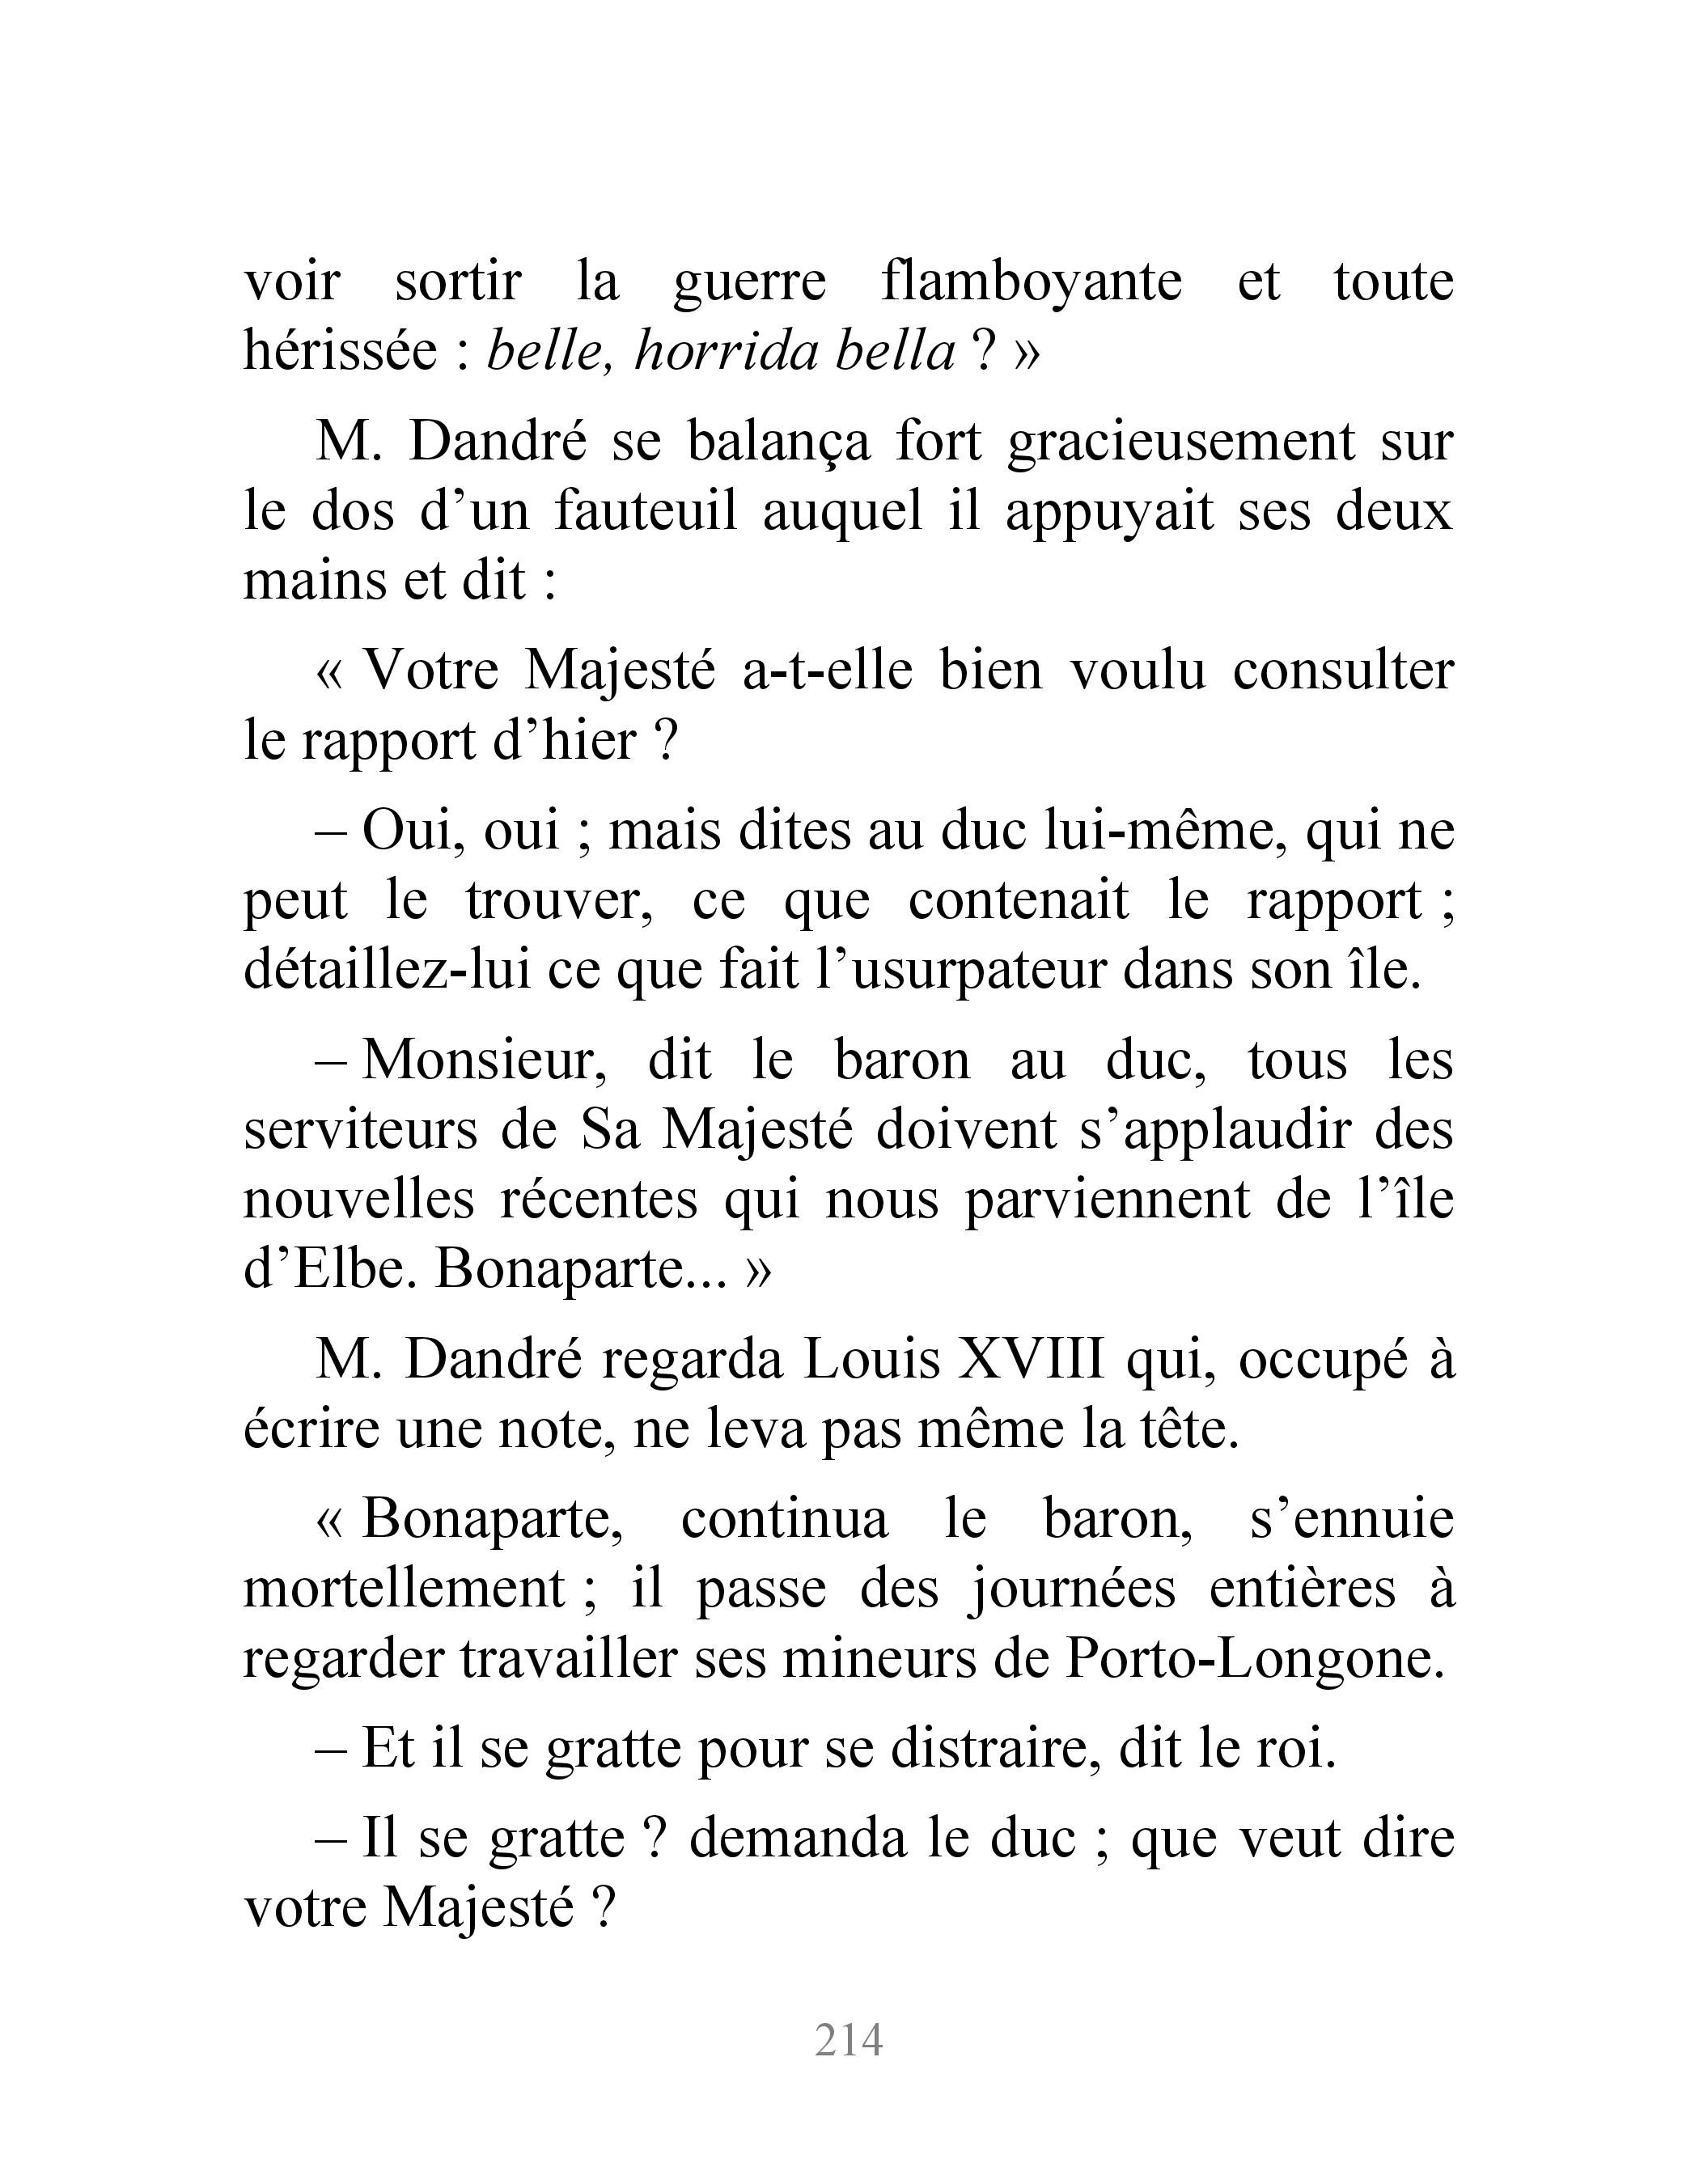 voir sortir la guerre flamboyante et toute
hérissée : belle, horrida bella ? »
M. Dandré se balança fort gracieusement sur
le dos d’un fauteuil auquel il appuyait ses deux
mains et dit :
« Votre Majesté a-t-elle bien voulu consulter
le rapport d’hier ?
– Oui, oui ; mais dites au duc lui-même, qui ne
peut le trouver, ce que contenait le rapport ;
détaillez-lui ce que fait l’usurpateur dans son île.
– Monsieur, dit le baron au duc, tous les
serviteurs de Sa Majesté doivent s’applaudir des
nouvelles récentes qui nous parviennent de l’île
d’Elbe. Bonaparte... »
M. Dandré regarda Louis XVIII qui, occupé à
écrire une note, ne leva pas même la tête.
« Bonaparte, continua le baron, s’ennuie
mortellement ; il passe des journées entières à
regarder travailler ses mineurs de Porto-Longone.
– Et il se gratte pour se distraire, dit le roi.
– Il se gratte ? demanda le duc ; que veut dire
votre Majesté ?
214